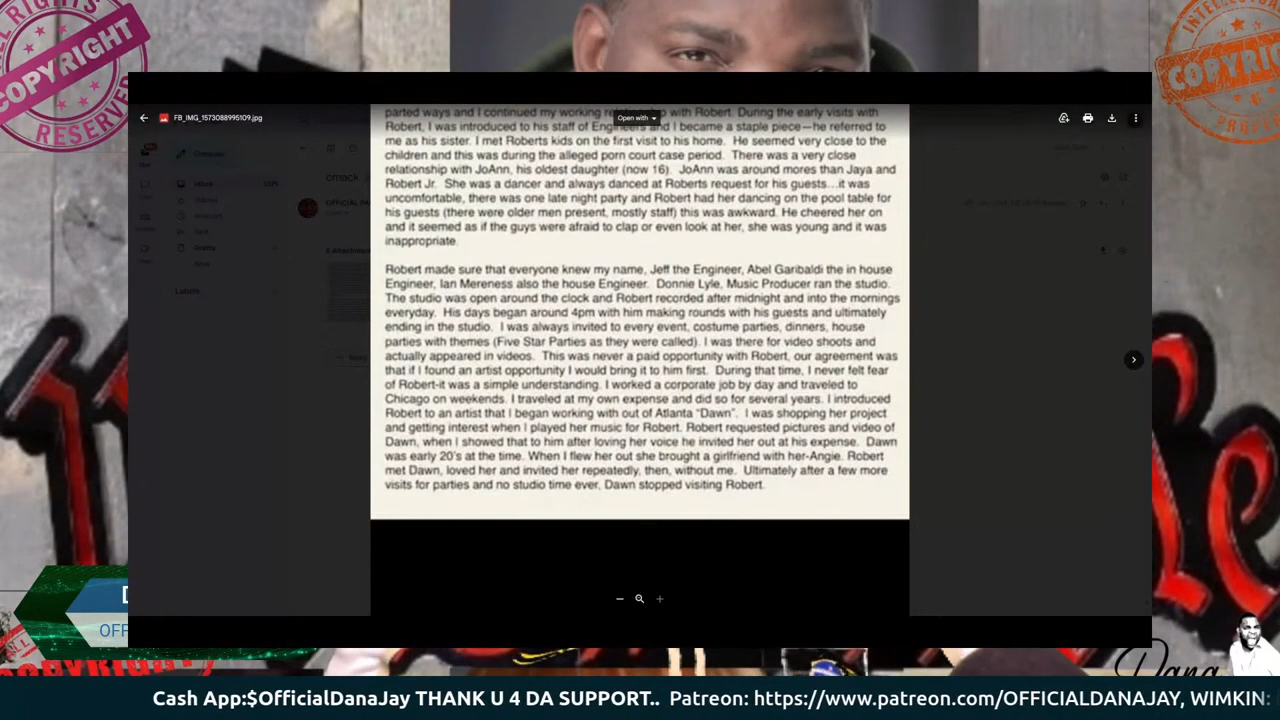 COPYRIGHT
RESERVED
FB_IMG_1573088995109.jpg
Open with
parted ways and I continued my working relationship with Robert. During the early visits with
Robert, I was introduced to his staff of Engineers and I became a staple piece—he referred to
me as his sister. I met Roberts kids on the first visit to his home. He seemed very close to the
children and this was during the alleged porn court case period. There was a very close
relationship with JoAnn, his oldest daughter (now 16). JoAnn was around mores than Jaya and
Robert Jr. She was a dancer and always danced at Roberts request for his guests…it was
uncomfortable, there was one late night party and Robert had her dancing on the pool table for
his guests (there were older men present, mostly staff) this was awkward. He cheered her on
and it seemed as if the guys were afraid to clap or even look at her, she was young and it was
inappropriate.
Robert made sure that everyone knew my name, Jeff the Engineer, Abel Garibaldi the in house
Engineer, Ian Mereness also the house Engineer. Donnie Lyle, Music Producer ran the studio.
The studio was open around the clock and Robert recorded after midnight and into the mornings
everyday. His days began around 4pm with him making rounds with his guests and ultimately
ending in the studio. I was always invited to every event, costume parties, dinners, house
parties with themes (Five Star Parties as they were called). I was there for video shoots and
actually appeared in videos. This was never a paid opportunity with Robert, our agreement was
that if I found an artist opportunity I would bring it to him first. During that time, I never felt fear
of Robert-it was a simple understanding. I worked a corporate job by day and traveled to
Chicago on weekends. I traveled at my own expense and did so for several years. I introduced
Robert to an artist that I began working with out of Atlanta “Dawn”. I was shopping her project
and getting interest when I played her music for Robert. Robert requested pictures and video of
Dawn, when I showed that to him after loving her voice he invited her out at his expense. Dawn
was early 20's at the time. When I flew her out she brought a girlfriend with her-Angie. Robert
met Dawn, loved her and invited her repeatedly, then, without me. Ultimately after a few more
visits for parties and no studio time ever, Dawn stopped visiting Robert.
Compose
Inbox
Drafts
Labels
D
OFF
Dana
Cash App:$OfficialDanaJay THANK U 4 DA SUPPORT.. Patreon: https://www.patreon.com/OFFICIALDANAJAY, WIMKIN: